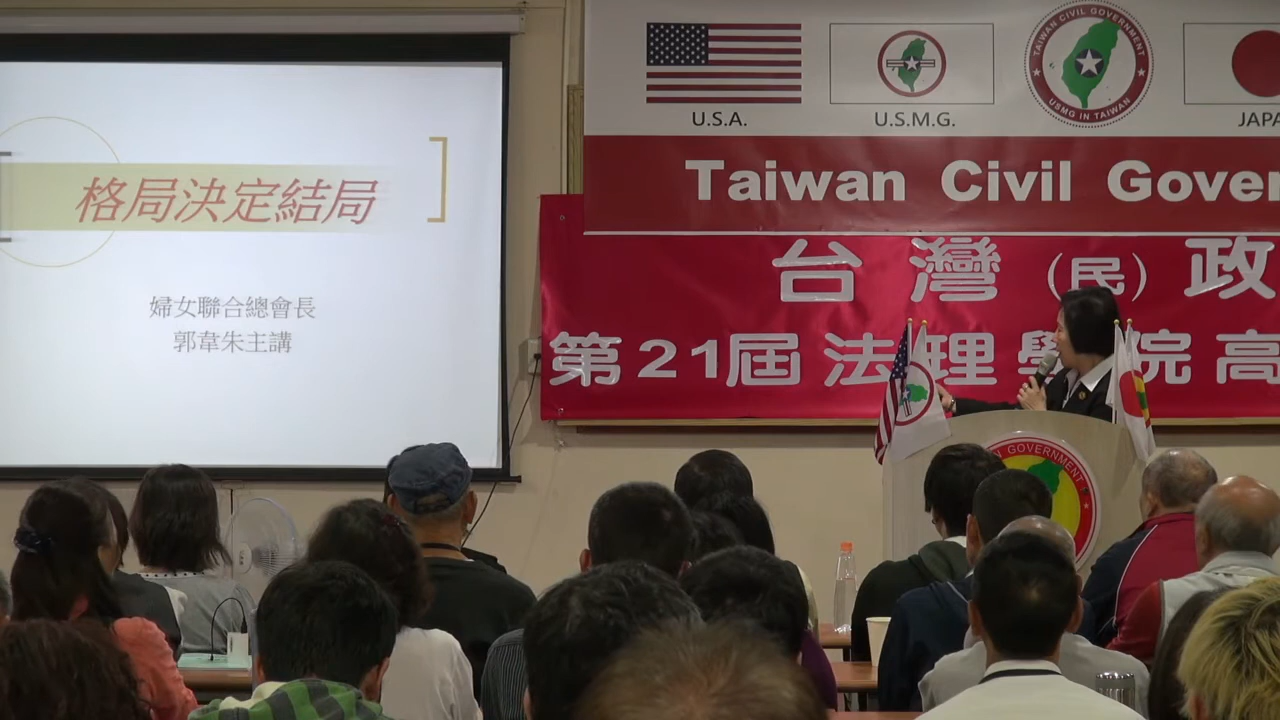 格局決定結局
婦女聯合總會長
郭韋朱主講
U.S.A.
U.S.M.G.
TAIWAN CIVIL GOVERNMENT
USMG IN TAIWAN
JAPA
Taiwan Civil Gover
台灣(民)政
第21屆法理學院高
AN GOVERNMENT